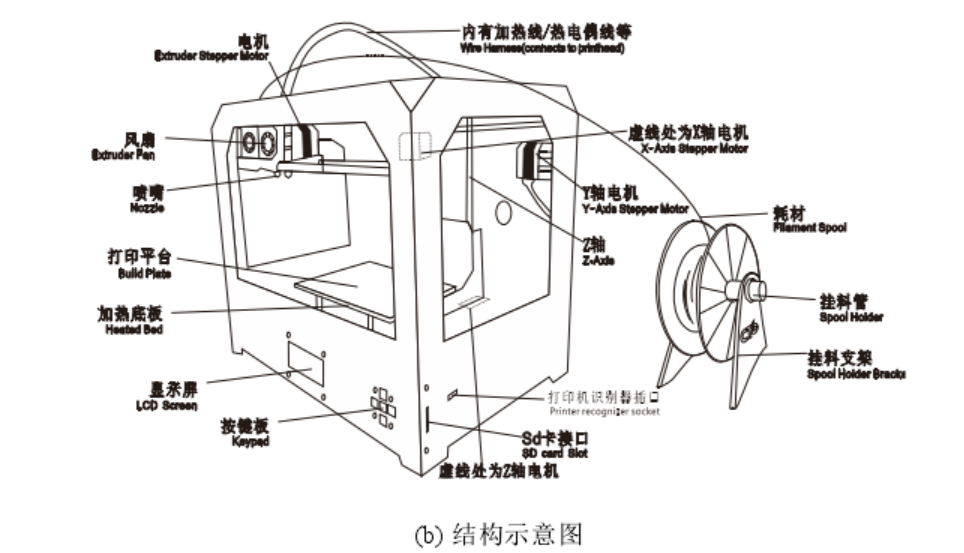 电机
Extruder Stepper Motor
内有加热线/热电偶线等
Wire Harness(connects to printhead)
风扇
Extruder Fan
虚线处为X轴电机
X-Axis Stepper Motor
喷嘴
Nozzle
Y轴电机
Y-Axis Stepper Motor
耗材
Filament Spool
打印平台
Build Plate
Z轴
Z-Axis
加热底板
Heated Bed
挂料管
Spool Holder
挂料支架
Spool Holder Brackt
显示屏
LCD Screen
打印机识别器插口
Printer recognizer socket
按键板
Keypad
Sd卡接口
SD card Slot
虚线处为Z轴电机
(b) 结构示意图